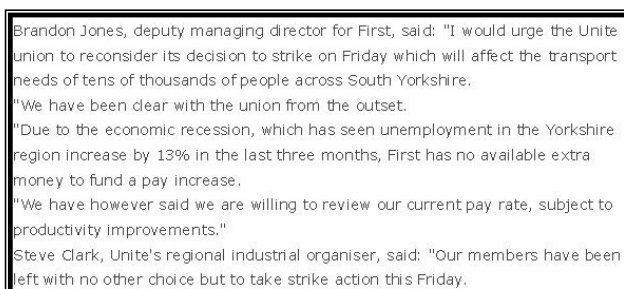 Brandon Jones, deputy managing director for First, said: "I would urge the Unite
union to reconsider its decision to strike on Friday which will affect the transport
needs of tens of thousands of people across South Yorkshire.
"We have been clear with the union from the outset.
"Due to the economic recession, which has seen unemployment in the Yorkshire
region increase by 13% in the last three months, First has no available extra
money to fund a pay increase.
"We have however said we are willing to review our current pay rate, subject to
productivity improvements."
Steve Clark, Unite's regional industrial organiser, said: "Our members have been
left with no other choice but to take strike action this Friday.